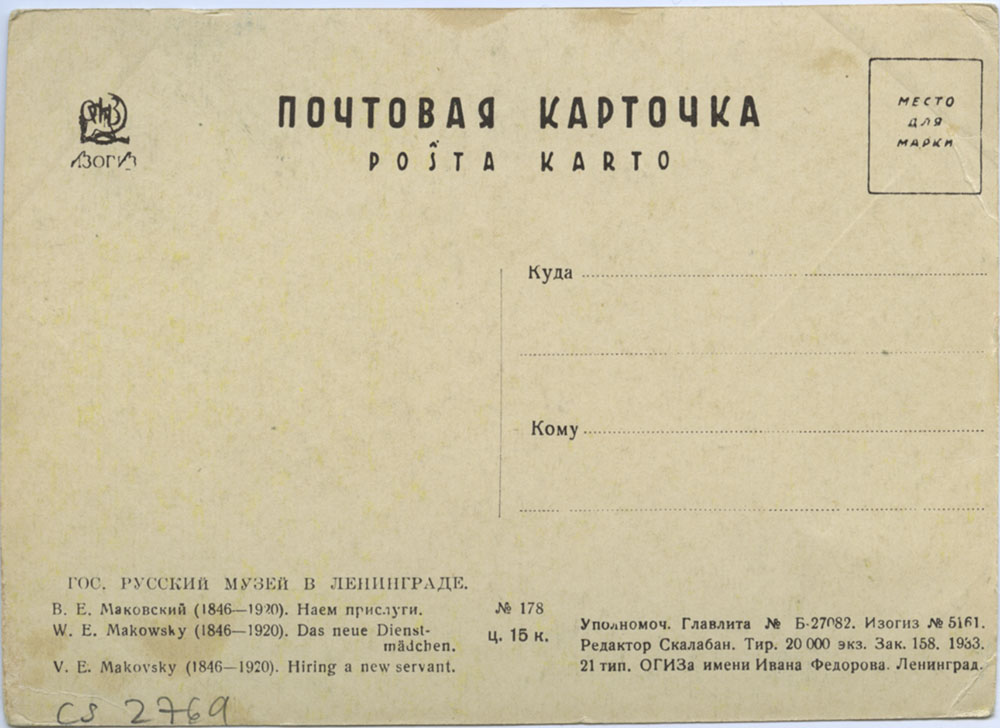 ИЗОГИЗ
ПОЧТОВАЯ КАРТОЧКА
POŜTA KARTO
МЕСТО
ДЛЯ
МАРКИ
Куда
Кому
ГОС. РУССКИЙ МУЗЕЙ В ЛЕНИНГРАДЕ.
В. Е. Маковский (1846—1920). Наем прислуги.
W. E. Makowsky (1846—1920). Das neue Dienst-
mädchen.
V. E. Makovsky (1846—1920). Hiring a new servant.
№ 178
ц. 15 к.
Уполномоч. Главлита № Б-27082. Изогиз № 5161.
Редактор Скалабан. Тир. 20 000 экз. Зак. 158. 1933.
21 тип. ОГИЗа имени Ивана Федорова. Ленинград.
CS 2769